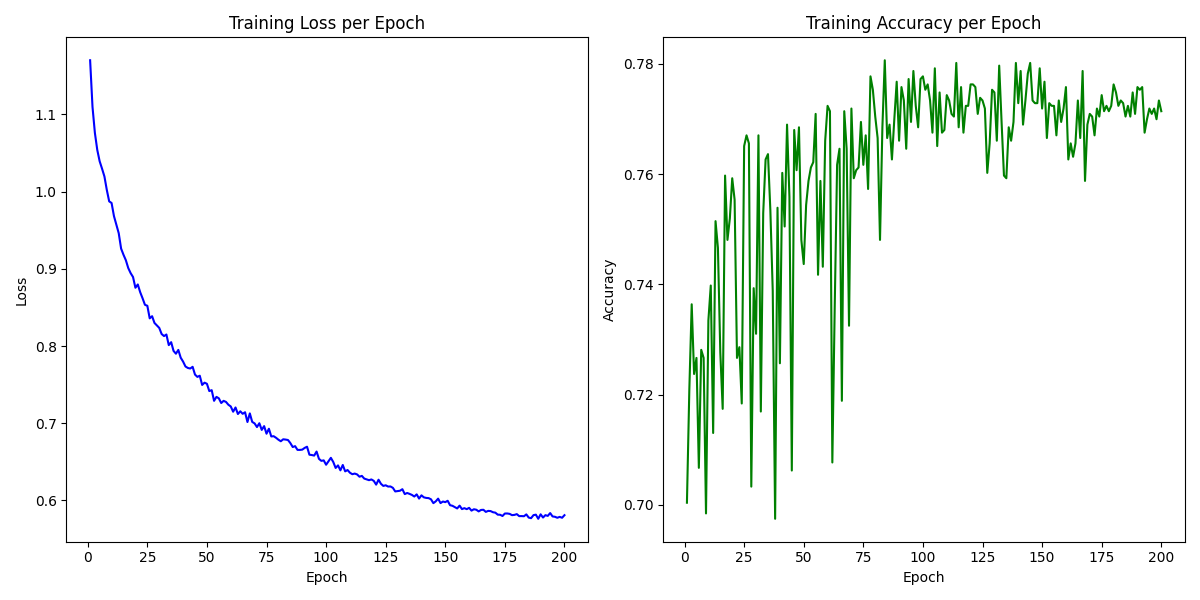 Training Loss per Epoch
Loss
1.1
1.0
0.9
0.8
0.7
0.6
0 25 50 75 100 125 150 175 200
Epoch
Training Accuracy per Epoch
Accuracy
0.78
0.76
0.74
0.72
0.70
0 25 50 75 100 125 150 175 200
Epoch